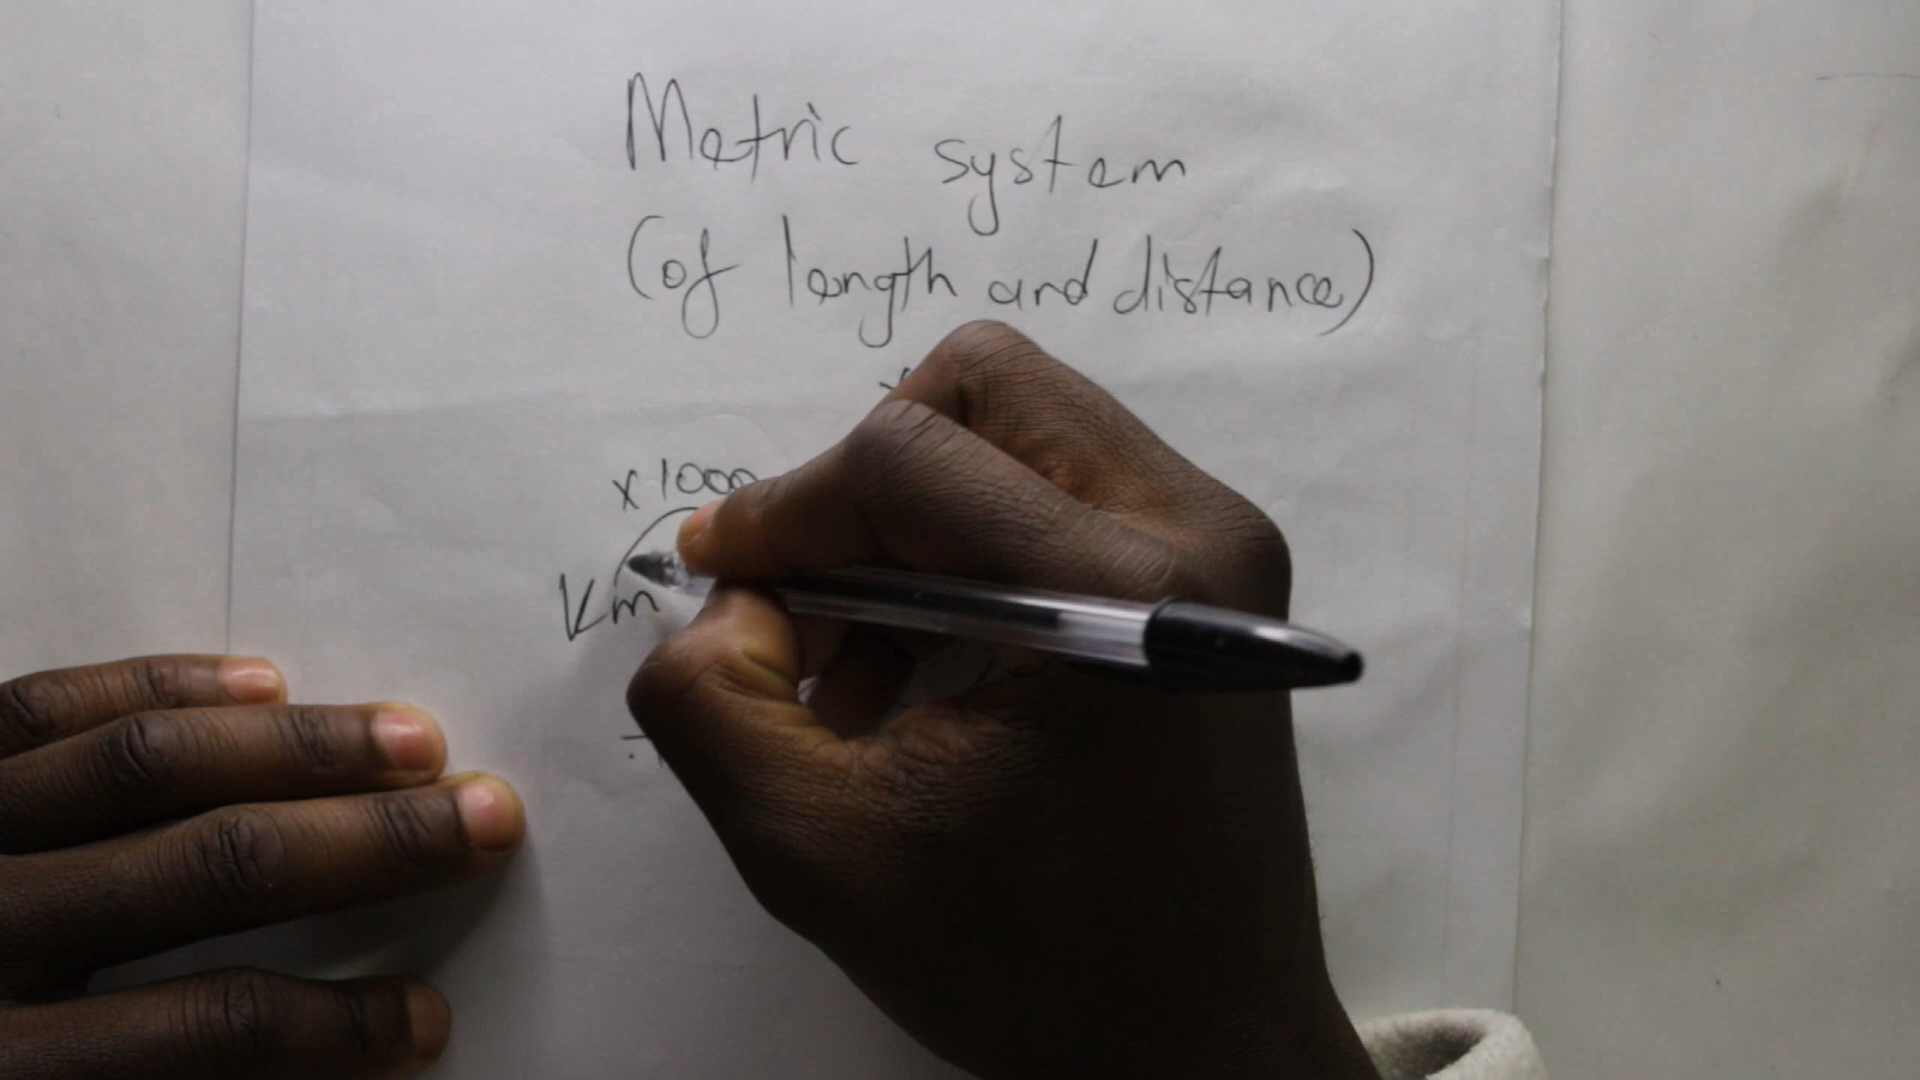 Metric system
(of length and distance)
x 1000
Km